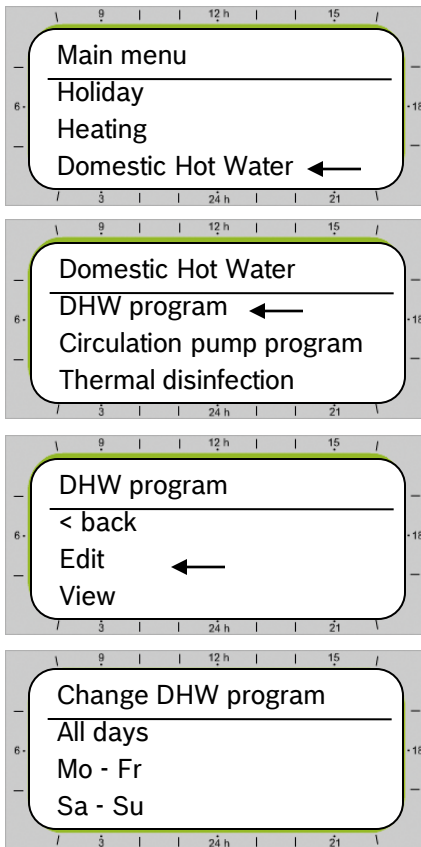 9 12 h 15
Main menu
Holiday
6 18
Heating
Domestic Hot Water
3 24 h 21
9 12 h 15
Domestic Hot Water
DHW program
6 18
Circulation pump program
Thermal disinfection
3 24 h 21
9 12 h 15
DHW program
< back
6 18
Edit
View
3 24 h 21
9 12 h 15
Change DHW program
All days
6 18
Mo - Fr
Sa - Su
3 24 h 21